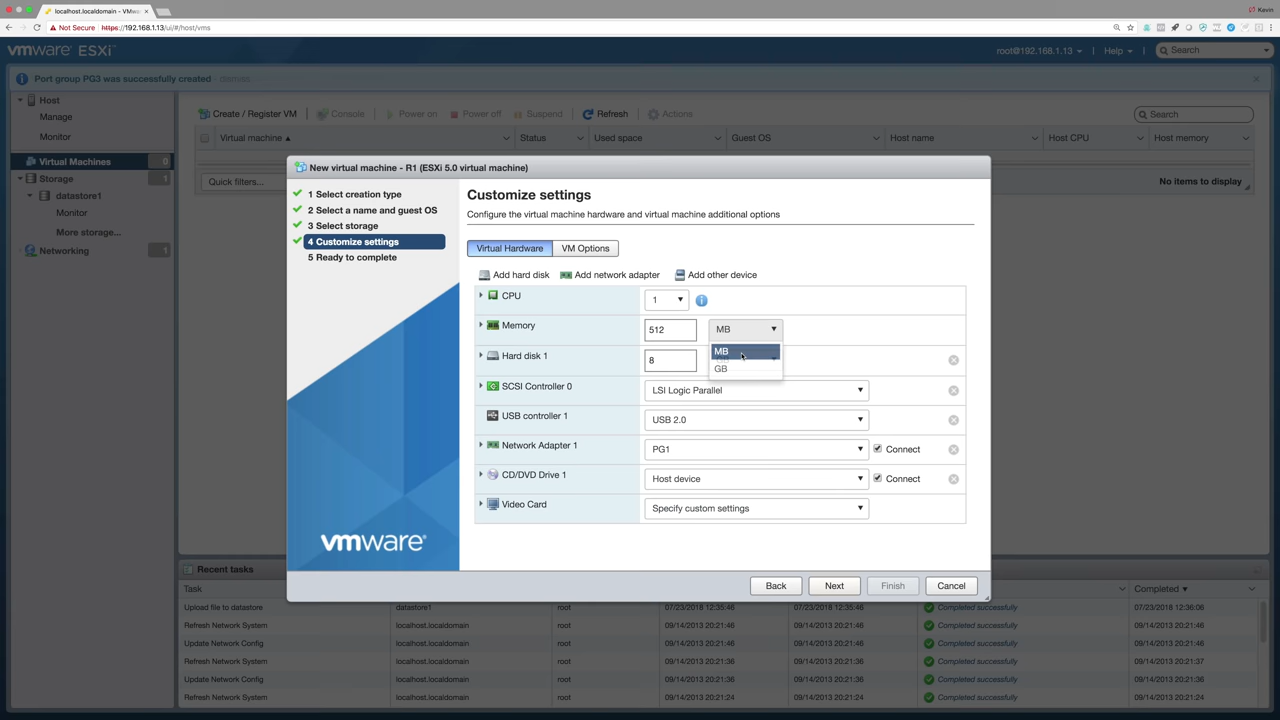 localhost.localdomain - VMwa
Kevin
Not Secure https://192.168.1.13/ui/#/host/vms
vmware ESXi™
root@192.168.1.13 Help Search
Port group PG3 was successfully created
Host
Manage
Monitor
Virtual Machines 0
Storage 1
datastore1
Monitor
More storage...
Networking 1
Create / Register VM Console Power on Power off Suspend Refresh Actions Search
Virtual machine Status Used space Guest OS Host name Host CPU Host memory
Quick filters...
No items to display
New virtual machine - R1 (ESXi 5.0 virtual machine)
1 Select creation type
2 Select a name and guest OS
3 Select storage
4 Customize settings
5 Ready to complete
vmware®
Customize settings
Configure the virtual machine hardware and virtual machine additional options
Virtual Hardware VM Options
Add hard disk Add network adapter Add other device
CPU 1
Memory 512 MB
MB
GB
Hard disk 1 8
SCSI Controller 0 LSI Logic Parallel
USB controller 1 USB 2.0
Network Adapter 1 PG1 Connect
CD/DVD Drive 1 Host device Connect
Video Card Specify custom settings
Back Next Finish Cancel
Recent tasks
Task Completed
Upload file to datastore datastore1 root 07/23/2018 12:35:46 07/23/2018 12:35:46 Completed successfully 07/23/2018 12:36:06
Refresh Network System localhost.localdomain root 09/14/2013 20:21:46 09/14/2013 20:21:46 Completed successfully 09/14/2013 20:21:46
Update Network Config localhost.localdomain root 09/14/2013 20:21:46 09/14/2013 20:21:46 Completed successfully 09/14/2013 20:21:46
Refresh Network System localhost.localdomain root 09/14/2013 20:21:36 09/14/2013 20:21:36 Completed successfully 09/14/2013 20:21:37
Update Network Config localhost.localdomain root 09/14/2013 20:21:36 09/14/2013 20:21:36 Completed successfully 09/14/2013 20:21:36
Refresh Network System localhost.localdomain root 09/14/2013 20:21:24 09/14/2013 20:21:24 Completed successfully 09/14/2013 20:21:24